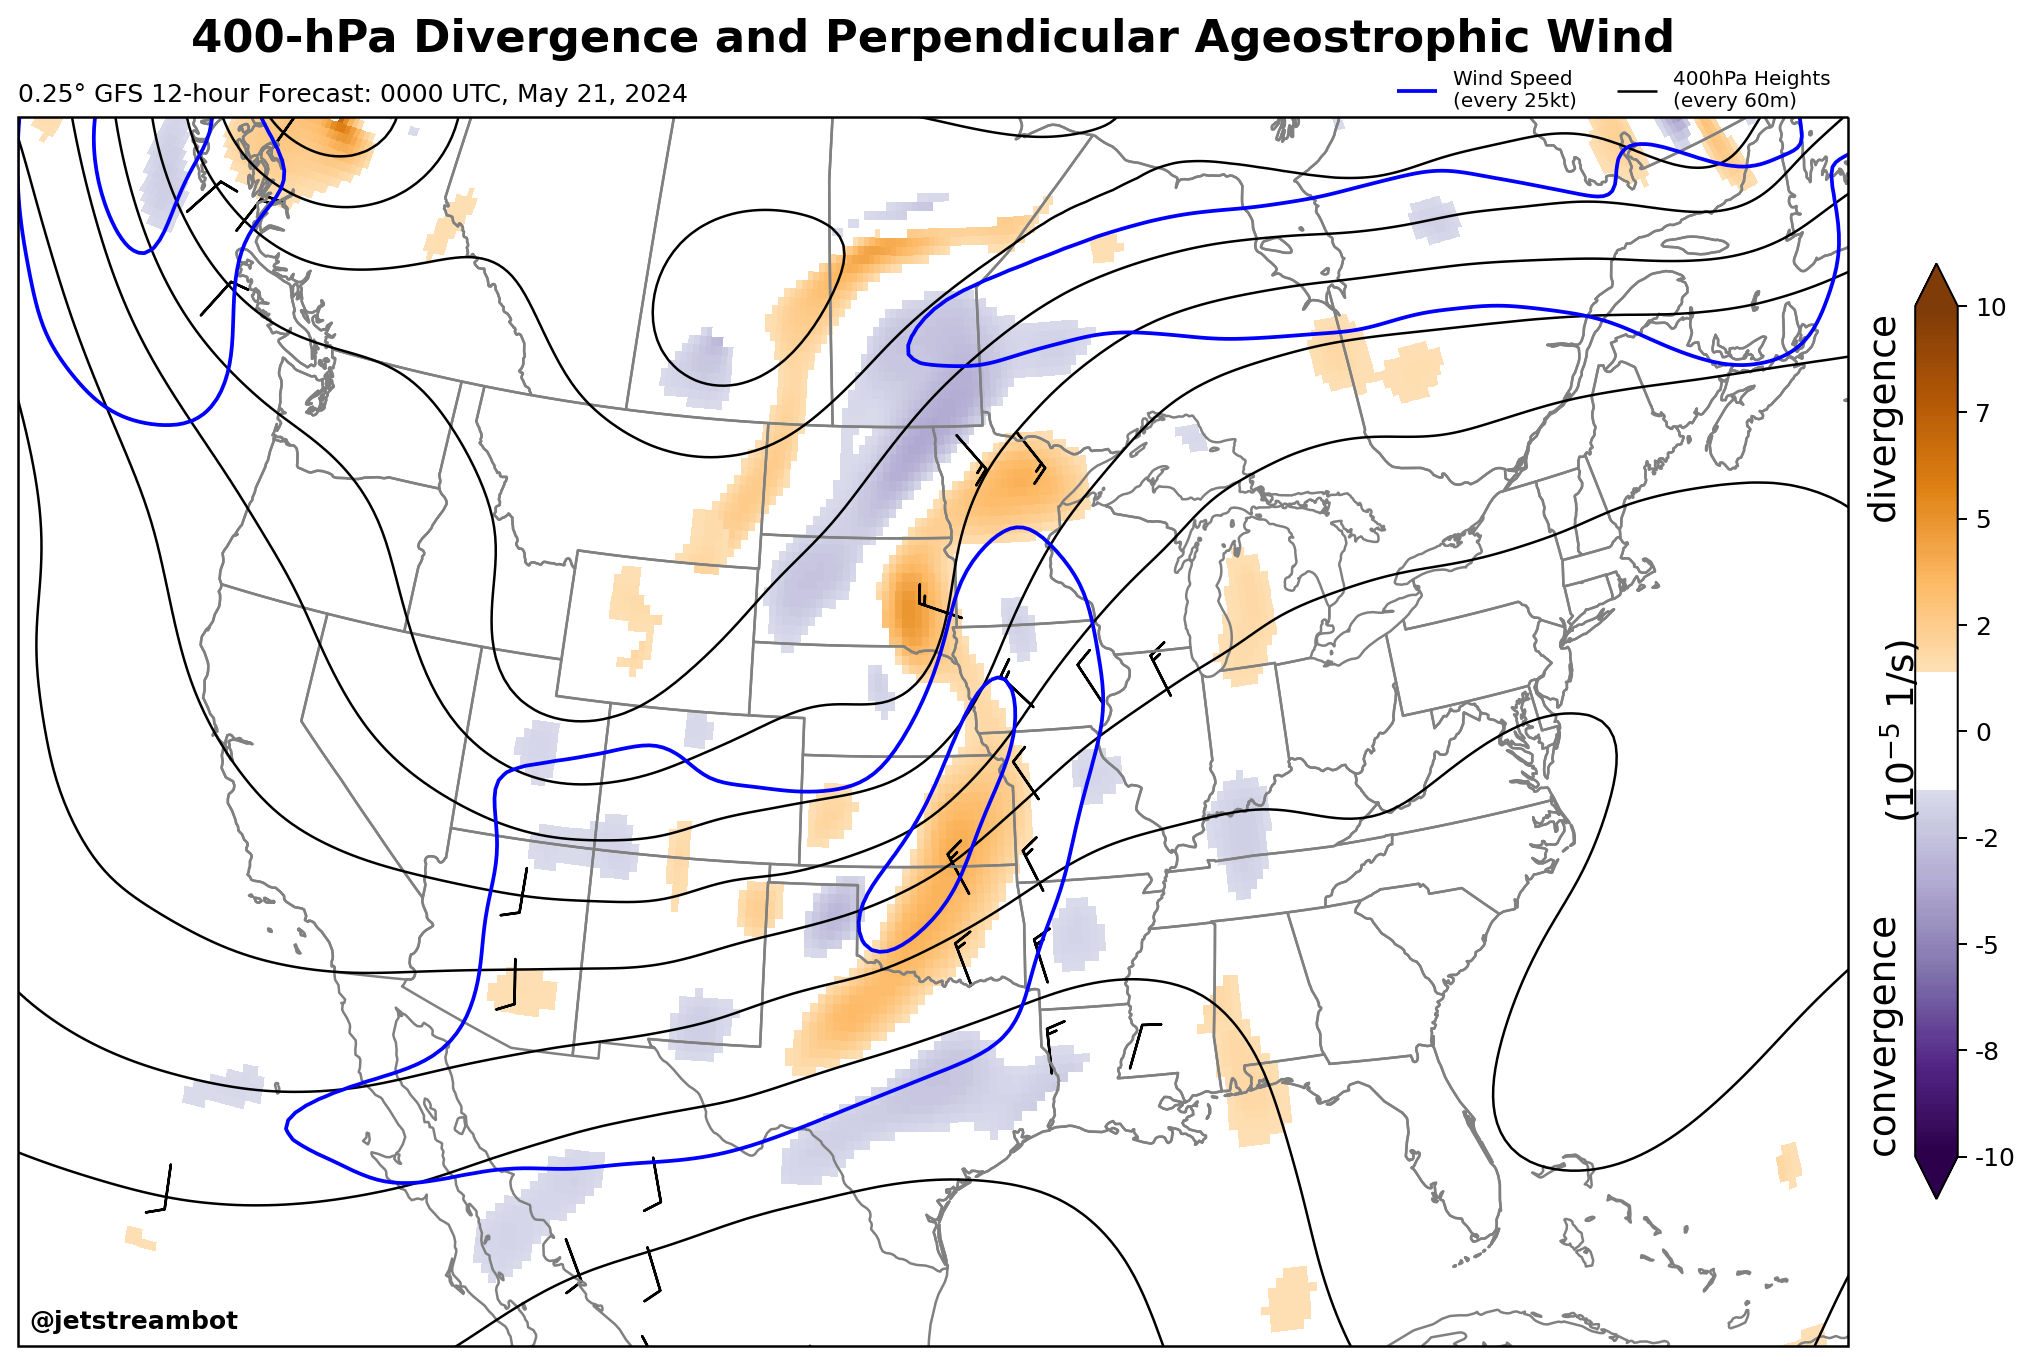 400-hPa Divergence and Perpendicular Ageostrophic Wind
0.25° GFS 12-hour Forecast: 0000 UTC, May 21, 2024
Wind Speed
(every 25kt)
400hPa Heights
(every 60m)
divergence
(10⁻⁵ 1/s)
convergence
10
7
5
2
0
-2
-5
-8
-10
@jetstreambot